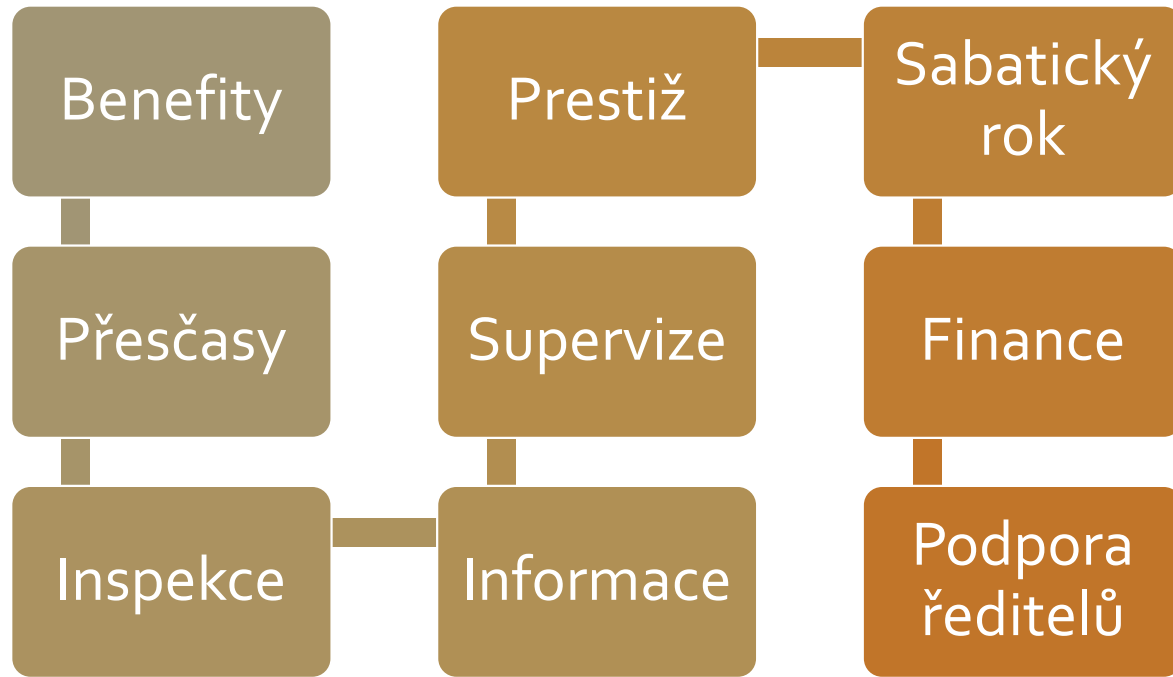 Benefity
Přesčasy
Inspekce
Informace
Supervize
Prestiž
Sabatický
rok
Finance
Podpora
ředitelů